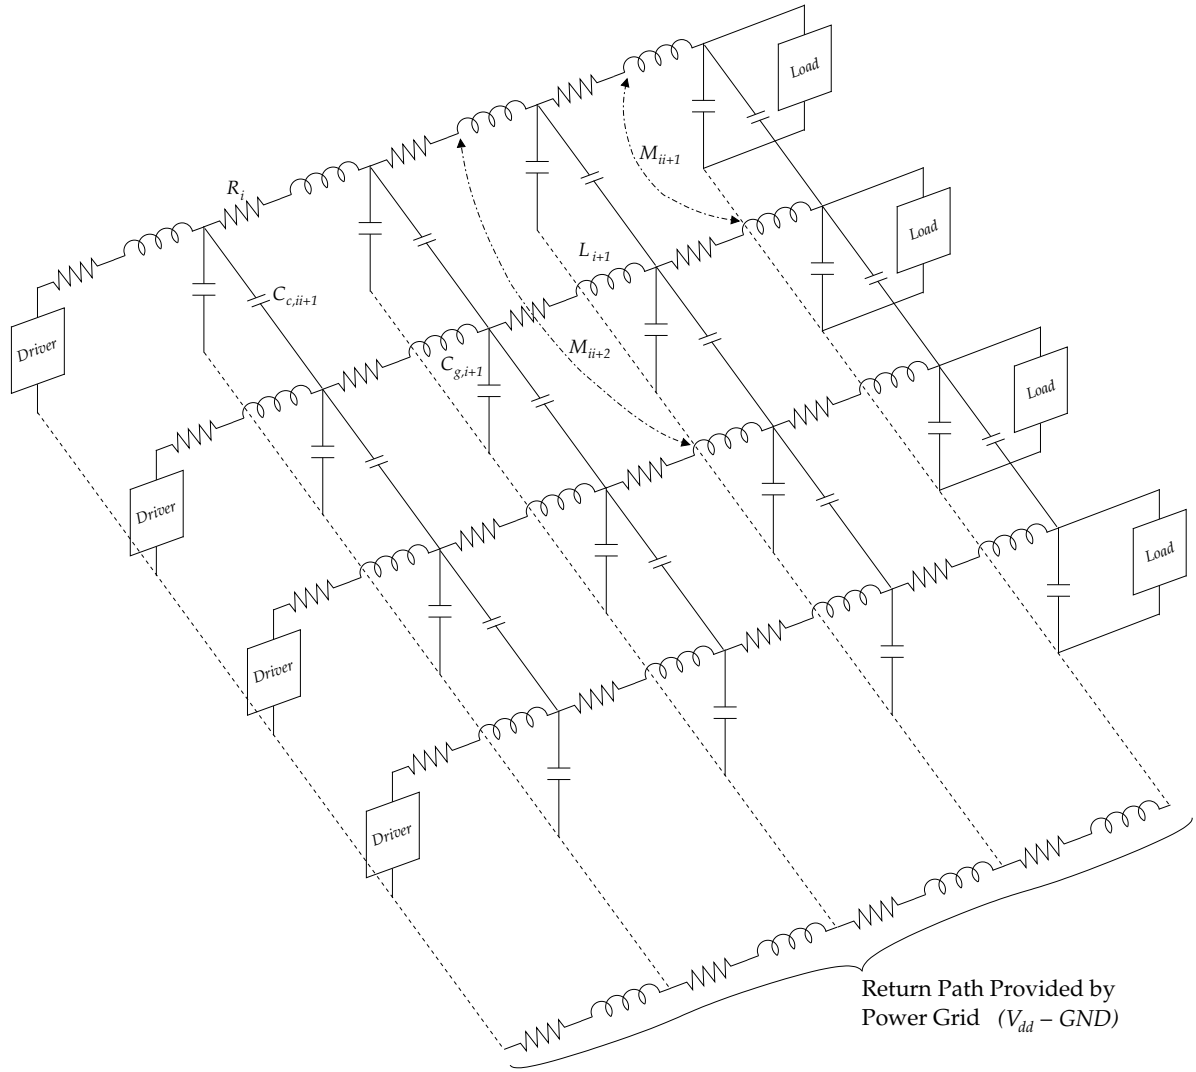 Load
M_{ii+1}
R_i
Load
L_{i+1}
C_{c,ii+1}
Driver
M_{ii+2}
C_{g,i+1}
Load
Driver
Load
Driver
Driver
Return Path Provided by
Power Grid (V_{dd} – GND)